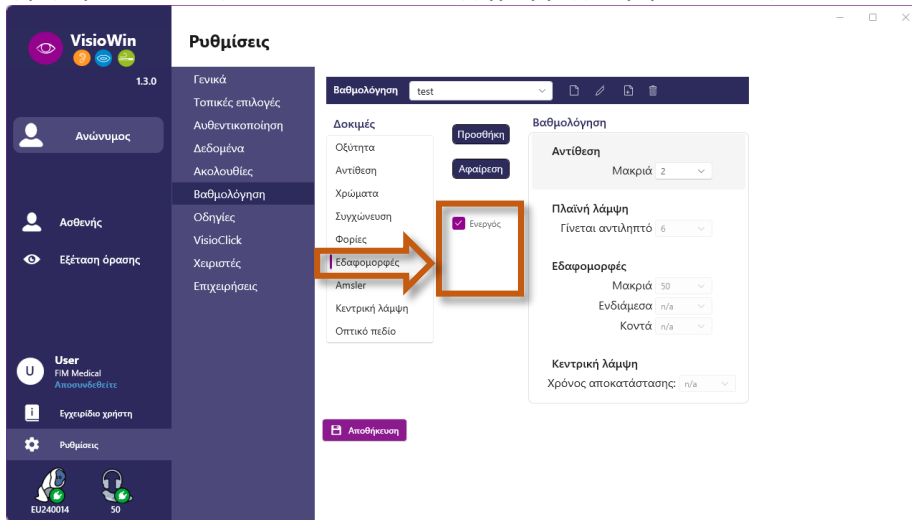 VisioWin
1.3.0
Ανώνυμος
Ασθενής
Εξέταση όρασης
U
User
FIM Medical
Αποσυνδεθείτε
Εγχειρίδιο χρήστη
Ρυθμίσεις
EU240014
50
Ρυθμίσεις
Γενικά
Τοπικές επιλογές
Αυθεντικοποίηση
Δεδομένα
Ακολουθίες
Βαθμολόγηση
Οδηγίες
VisioClick
Χειριστές
Επιχειρήσεις
Βαθμολόγηση test
Δοκιμές
Οξύτητα
Αντίθεση
Χρώματα
Συγχώνευση
Φορίες
Εδαφομορφές
Amsler
Κεντρική λάμψη
Οπτικό πεδίο
Προσθήκη
Αφαίρεση
Ενεργός
Βαθμολόγηση
Αντίθεση
Μακριά 2
Πλαϊνή λάμψη
Γίνεται αντιληπτό 6
Εδαφομορφές
Μακριά 50
Ενδιάμεσα n/a
Κοντά n/a
Κεντρική λάμψη
Χρόνος αποκατάστασης: n/a
Αποθήκευση